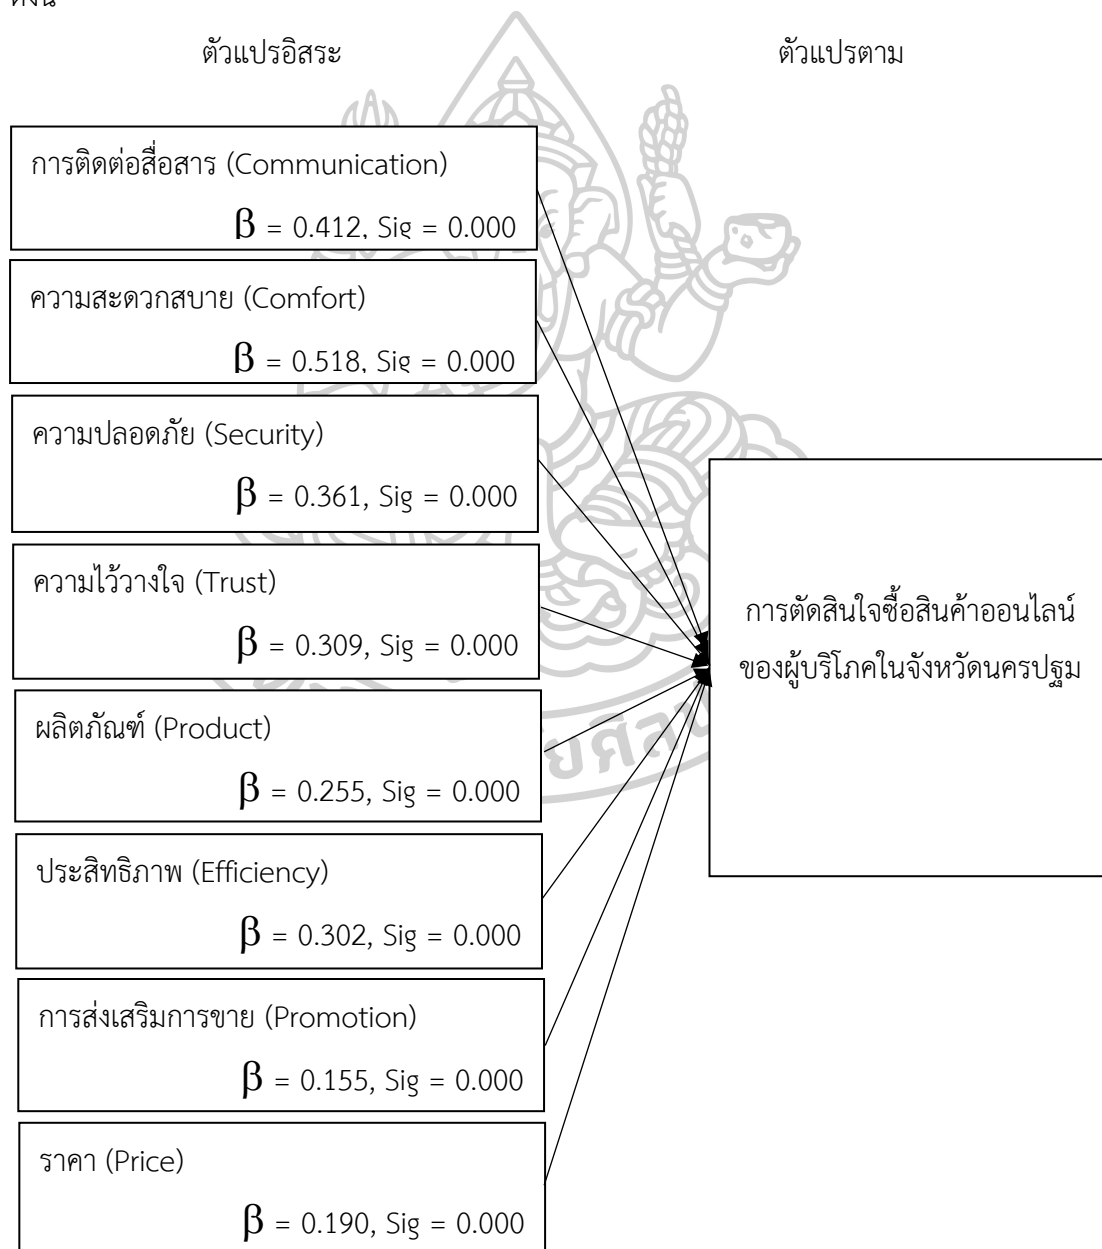 ดังนี้
ตัวแปรอิสระ
ตัวแปรตาม
การติดต่อสื่อสาร (Communication)
β = 0.412, Sig = 0.000
ความสะดวกสบาย (Comfort)
β = 0.518, Sig = 0.000
ความปลอดภัย (Security)
β = 0.361, Sig = 0.000
ความไว้วางใจ (Trust)
β = 0.309, Sig = 0.000
ผลิตภัณฑ์ (Product)
β = 0.255, Sig = 0.000
ประสิทธิภาพ (Efficiency)
β = 0.302, Sig = 0.000
การส่งเสริมการขาย (Promotion)
β = 0.155, Sig = 0.000
ราคา (Price)
β = 0.190, Sig = 0.000
การตัดสินใจซื้อสินค้าออนไลน์
ของผู้บริโภคในจังหวัดนครปฐม